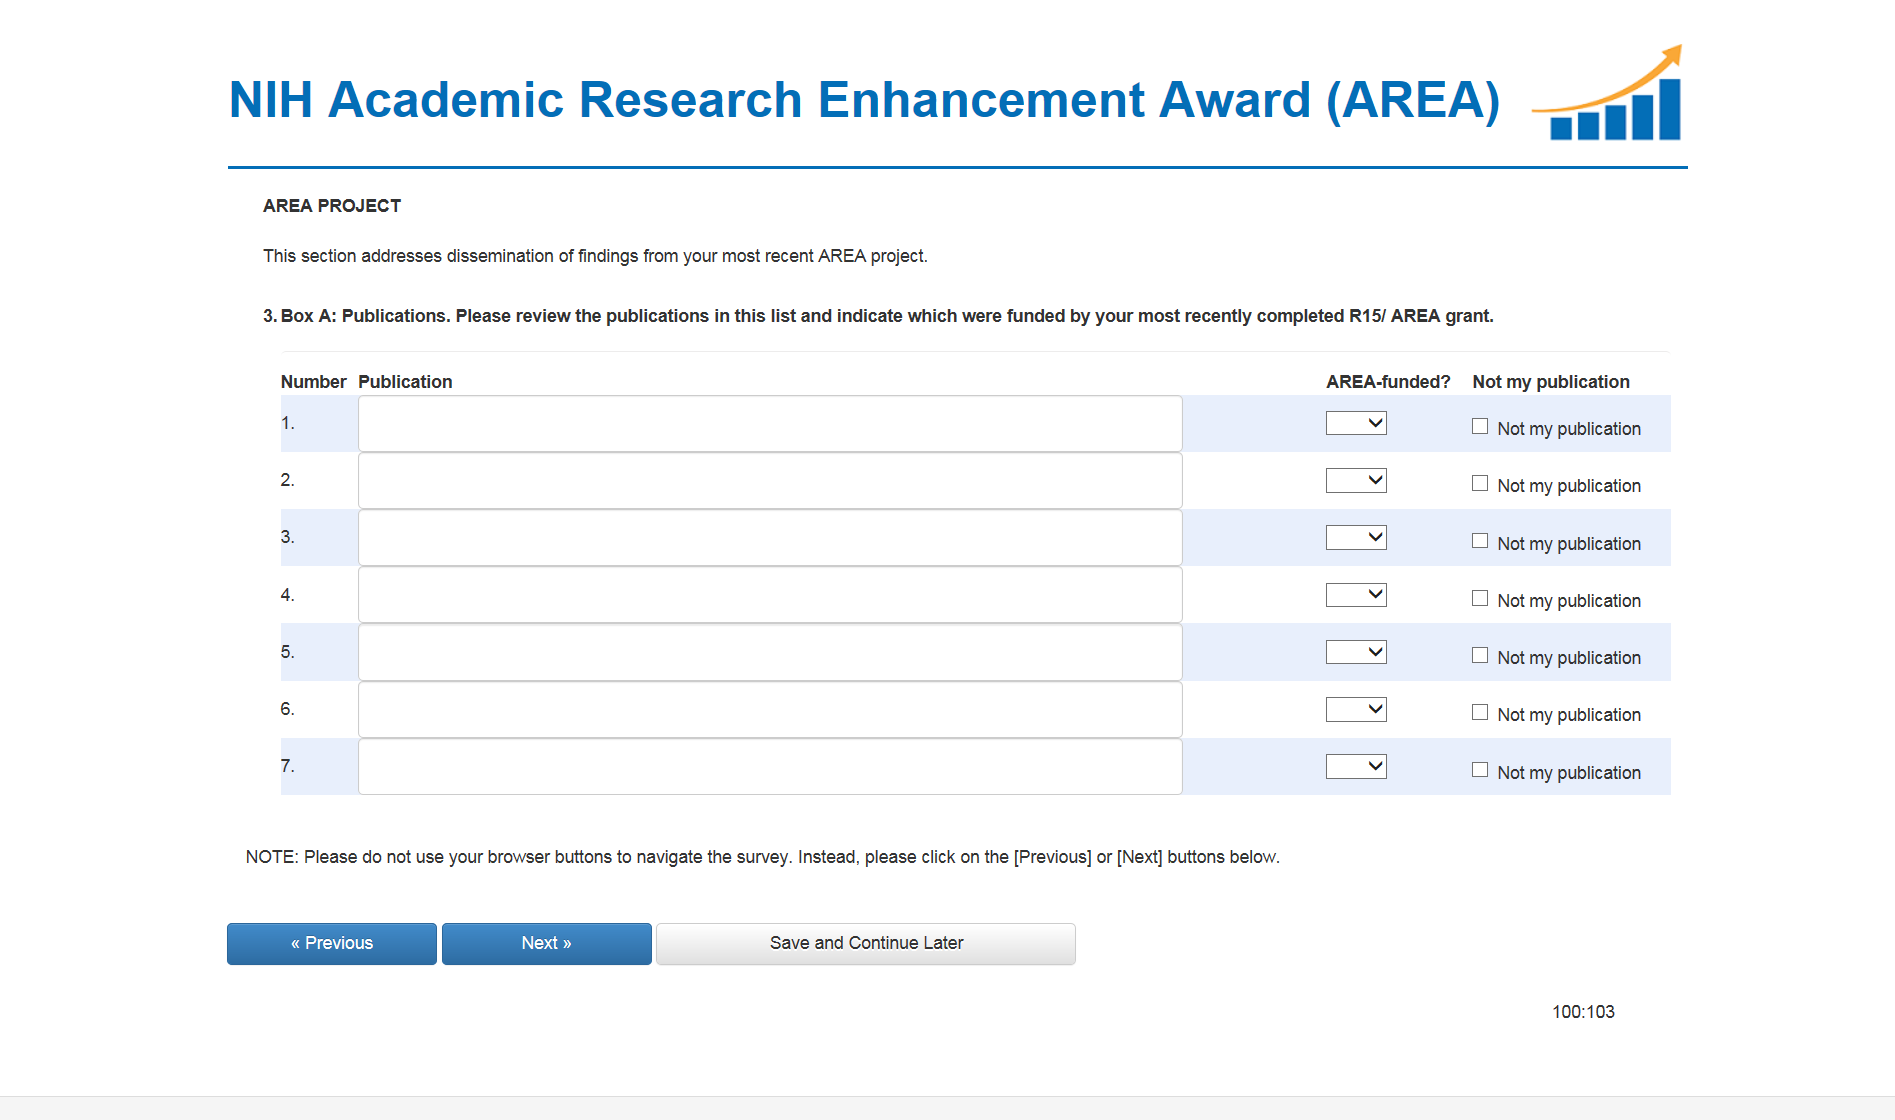 NIH Academic Research Enhancement Award (AREA)
AREA PROJECT
This section addresses dissemination of findings from your most recent AREA project.
3. Box A: Publications. Please review the publications in this list and indicate which were funded by your most recently completed R15/ AREA grant.
Number Publication AREA-funded? Not my publication
1. Not my publication
2. Not my publication
3. Not my publication
4. Not my publication
5. Not my publication
6. Not my publication
7. Not my publication
NOTE: Please do not use your browser buttons to navigate the survey. Instead, please click on the [Previous] or [Next] buttons below.
« Previous Next » Save and Continue Later
100:103